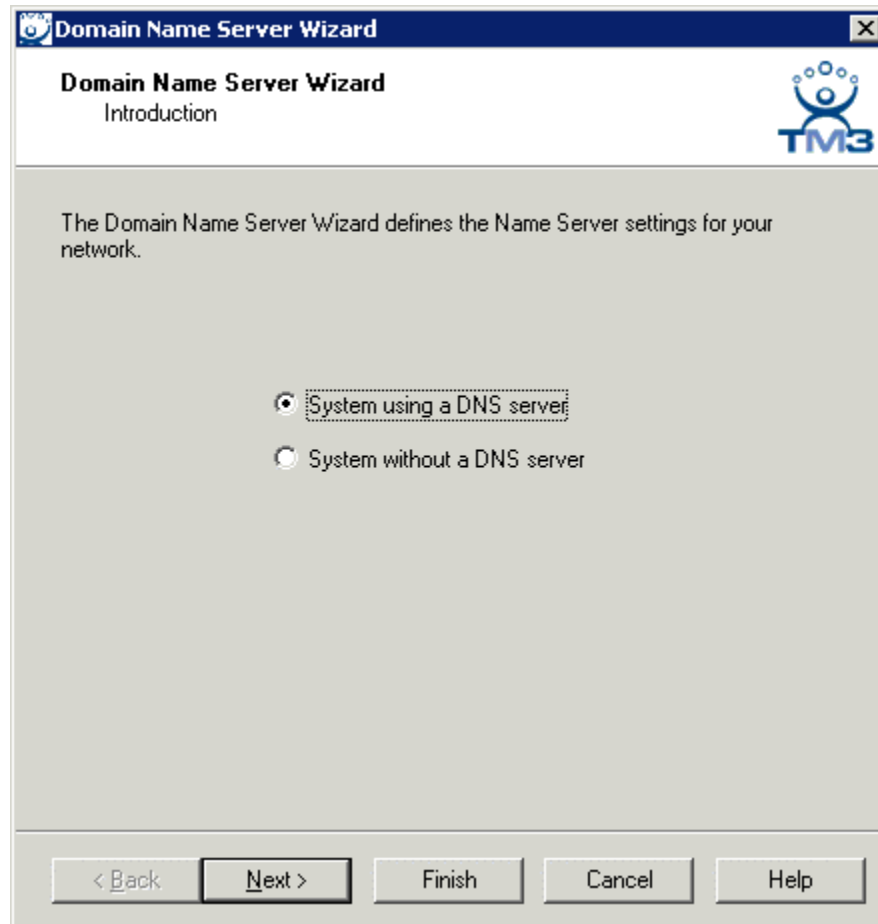 Domain Name Server Wizard
Domain Name Server Wizard
Introduction
TM3
The Domain Name Server Wizard defines the Name Server settings for your
network.
System using a DNS server
System without a DNS server
< Back
Next >
Finish
Cancel
Help